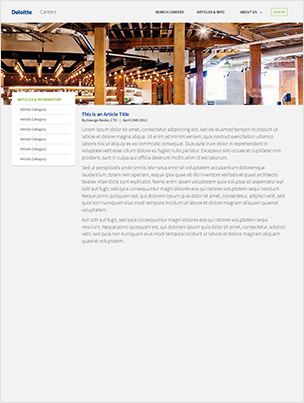 Deloitte.
Careers
SEARCH CAREERS
ARTICLES & INFO
ABOUT US
SIGN IN
ARTICLES & INFORMATION
Article Category
Article Category
Article Category
Article Category
Article Category
Article Category
This is an Article Title
By George Banks, CTO | April 19th 2013
Lorem ipsum dolor sit amet, consectetur adipisicing elit, sed do eiusmod tempor incididunt ut
labore et dolore magna aliqua. Ut enim ad minim veniam, quis nostrud exercitation ullamco
laboris nisi ut aliquip ex ea commodo consequat. Duis aute irure dolor in reprehenderit in
voluptate velit esse cillum dolore eu fugiat nulla pariatur. Excepteur sint occaecat cupidatat non
proident, sunt in culpa qui officia deserunt mollit anim id est laborum.
Sed ut perspiciatis unde omnis iste natus error sit voluptatem accusantium doloremque
laudantium, totam rem aperiam, eaque ipsa quae ab illo inventore veritatis et quasi architecto
beatae vitae dicta sunt explicabo. Nemo enim ipsam voluptatem quia voluptas sit aspernatur aut
odit aut fugit, sed quia consequuntur magni dolores eos qui ratione voluptatem sequi nesciunt.
Neque porro quisquam est, qui dolorem ipsum quia dolor sit amet, consectetur, adipisci velit, sed
quia non numquam eius modi tempora incidunt ut labore et dolore magnam aliquam quaerat
voluptatem.
Aut odit aut fugit, sed quia consequuntur magni dolores eos qui ratione voluptatem sequi
nesciunt. Neque porro quisquam est, qui dolorem ipsum quia dolor sit amet, consectetur, adipisci
velit, sed quia non numquam eius modi tempora incidunt ut labore et dolore magnam aliquam
quaerat voluptatem.